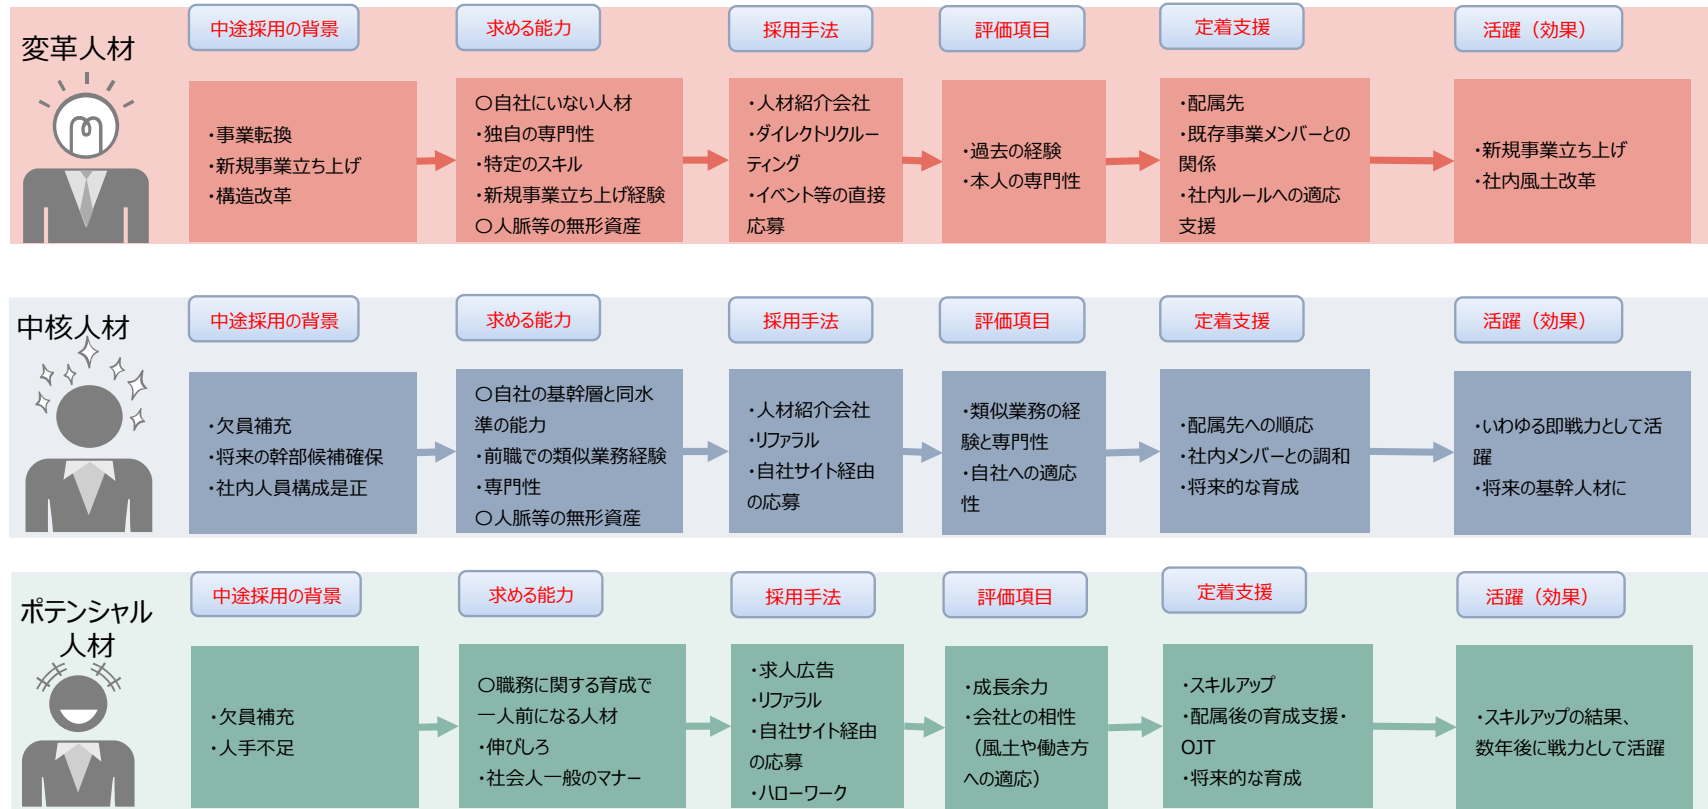 変革人材
中途採用の背景
・事業転換
・新規事業立ち上げ
・構造改革
求める能力
〇自社にいない人材
・独自の専門性
・特定のスキル
・新規事業立ち上げ経験
〇人脈等の無形資産
採用手法
・人材紹介会社
・ダイレクトリクルー
ティング
・イベント等の直接
応募
評価項目
・過去の経験
・本人の専門性
定着支援
・配属先
・既存事業メンバーとの
関係
・社内ルールへの適応
支援
活躍（効果）
・新規事業立ち上げ
・社内風土改革
中核人材
中途採用の背景
・欠員補充
・将来の幹部候補確保
・社内人員構成是正
求める能力
〇自社の基幹層と同水
準の能力
・前職での類似業務経験
・専門性
〇人脈等の無形資産
採用手法
・人材紹介会社
・リファラル
・自社サイト経由
の応募
評価項目
・類似業務の経
験と専門性
・自社への適応
性
定着支援
・配属先への順応
・社内メンバーとの調和
・将来的な育成
活躍（効果）
・いわゆる即戦力として活
躍
・将来の基幹人材に
ポテンシャル
人材
中途採用の背景
・欠員補充
・人手不足
求める能力
〇職務に関する育成で
一人前になる人材
・伸びしろ
・社会人一般のマナー
採用手法
・求人広告
・リファラル
・自社サイト経由
の応募
・ハローワーク
評価項目
・成長余力
・会社との相性
（風土や働き方
への適応）
定着支援
・スキルアップ
・配属後の育成支援・
OJT
・将来的な育成
活躍（効果）
・スキルアップの結果、
数年後に戦力として活躍